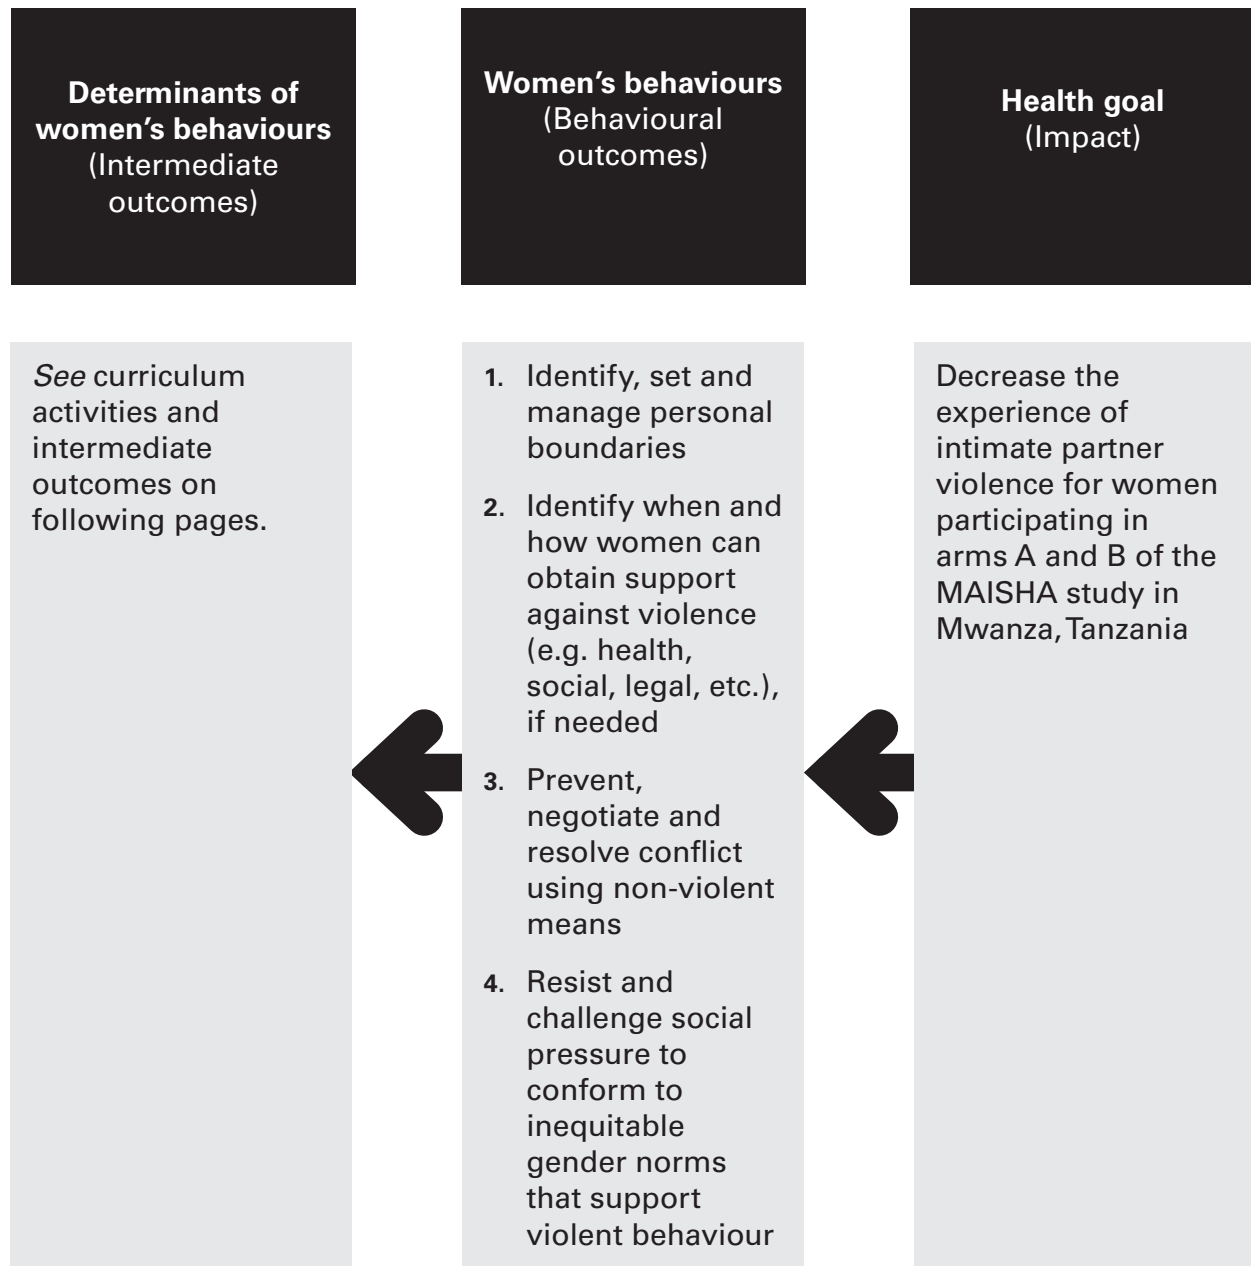 Determinants of
women's behaviours
(Intermediate
outcomes)
Women's behaviours
(Behavioural
outcomes)
Health goal
(Impact)
See curriculum
activities and
intermediate
outcomes on
following pages.
1. Identify, set and
manage personal
boundaries
2. Identify when and
how women can
obtain support
against violence
(e.g. health,
social, legal, etc.),
if needed
3. Prevent,
negotiate and
resolve conflict
using non-violent
means
4. Resist and
challenge social
pressure to
conform to
inequitable
gender norms
that support
violent behaviour
Decrease the
experience of
intimate partner
violence for women
participating in
arms A and B of the
MAISHA study in
Mwanza, Tanzania